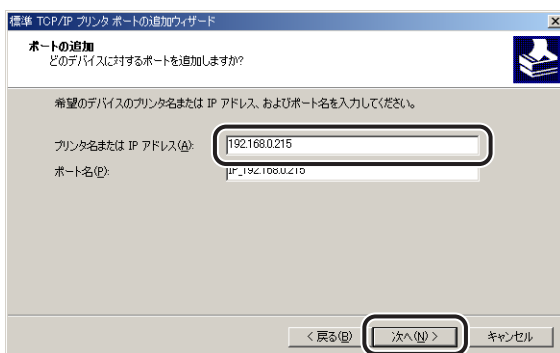 標準 TCP/IP プリンタ ポートの追加ウィザード
ポートの追加
どのデバイスに対するポートを追加しますか?
希望のデバイスのプリンタ名または IP アドレス、およびポート名を入力してください。
プリンタ名または IP アドレス(A): 192.168.0.215
ポート名(P): IP_192.168.0.215
< 戻る(B) 次へ(N) > キャンセル